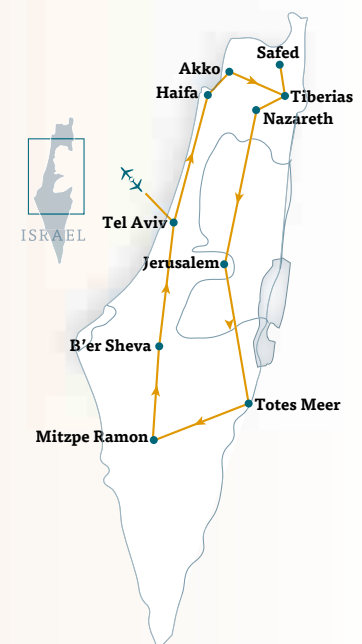 Safed
Akko
Haifa
Tiberias
Nazareth
ISRAEL
Tel Aviv
Jerusalem
B'er Sheva
Totes Meer
Mitzpe Ramon